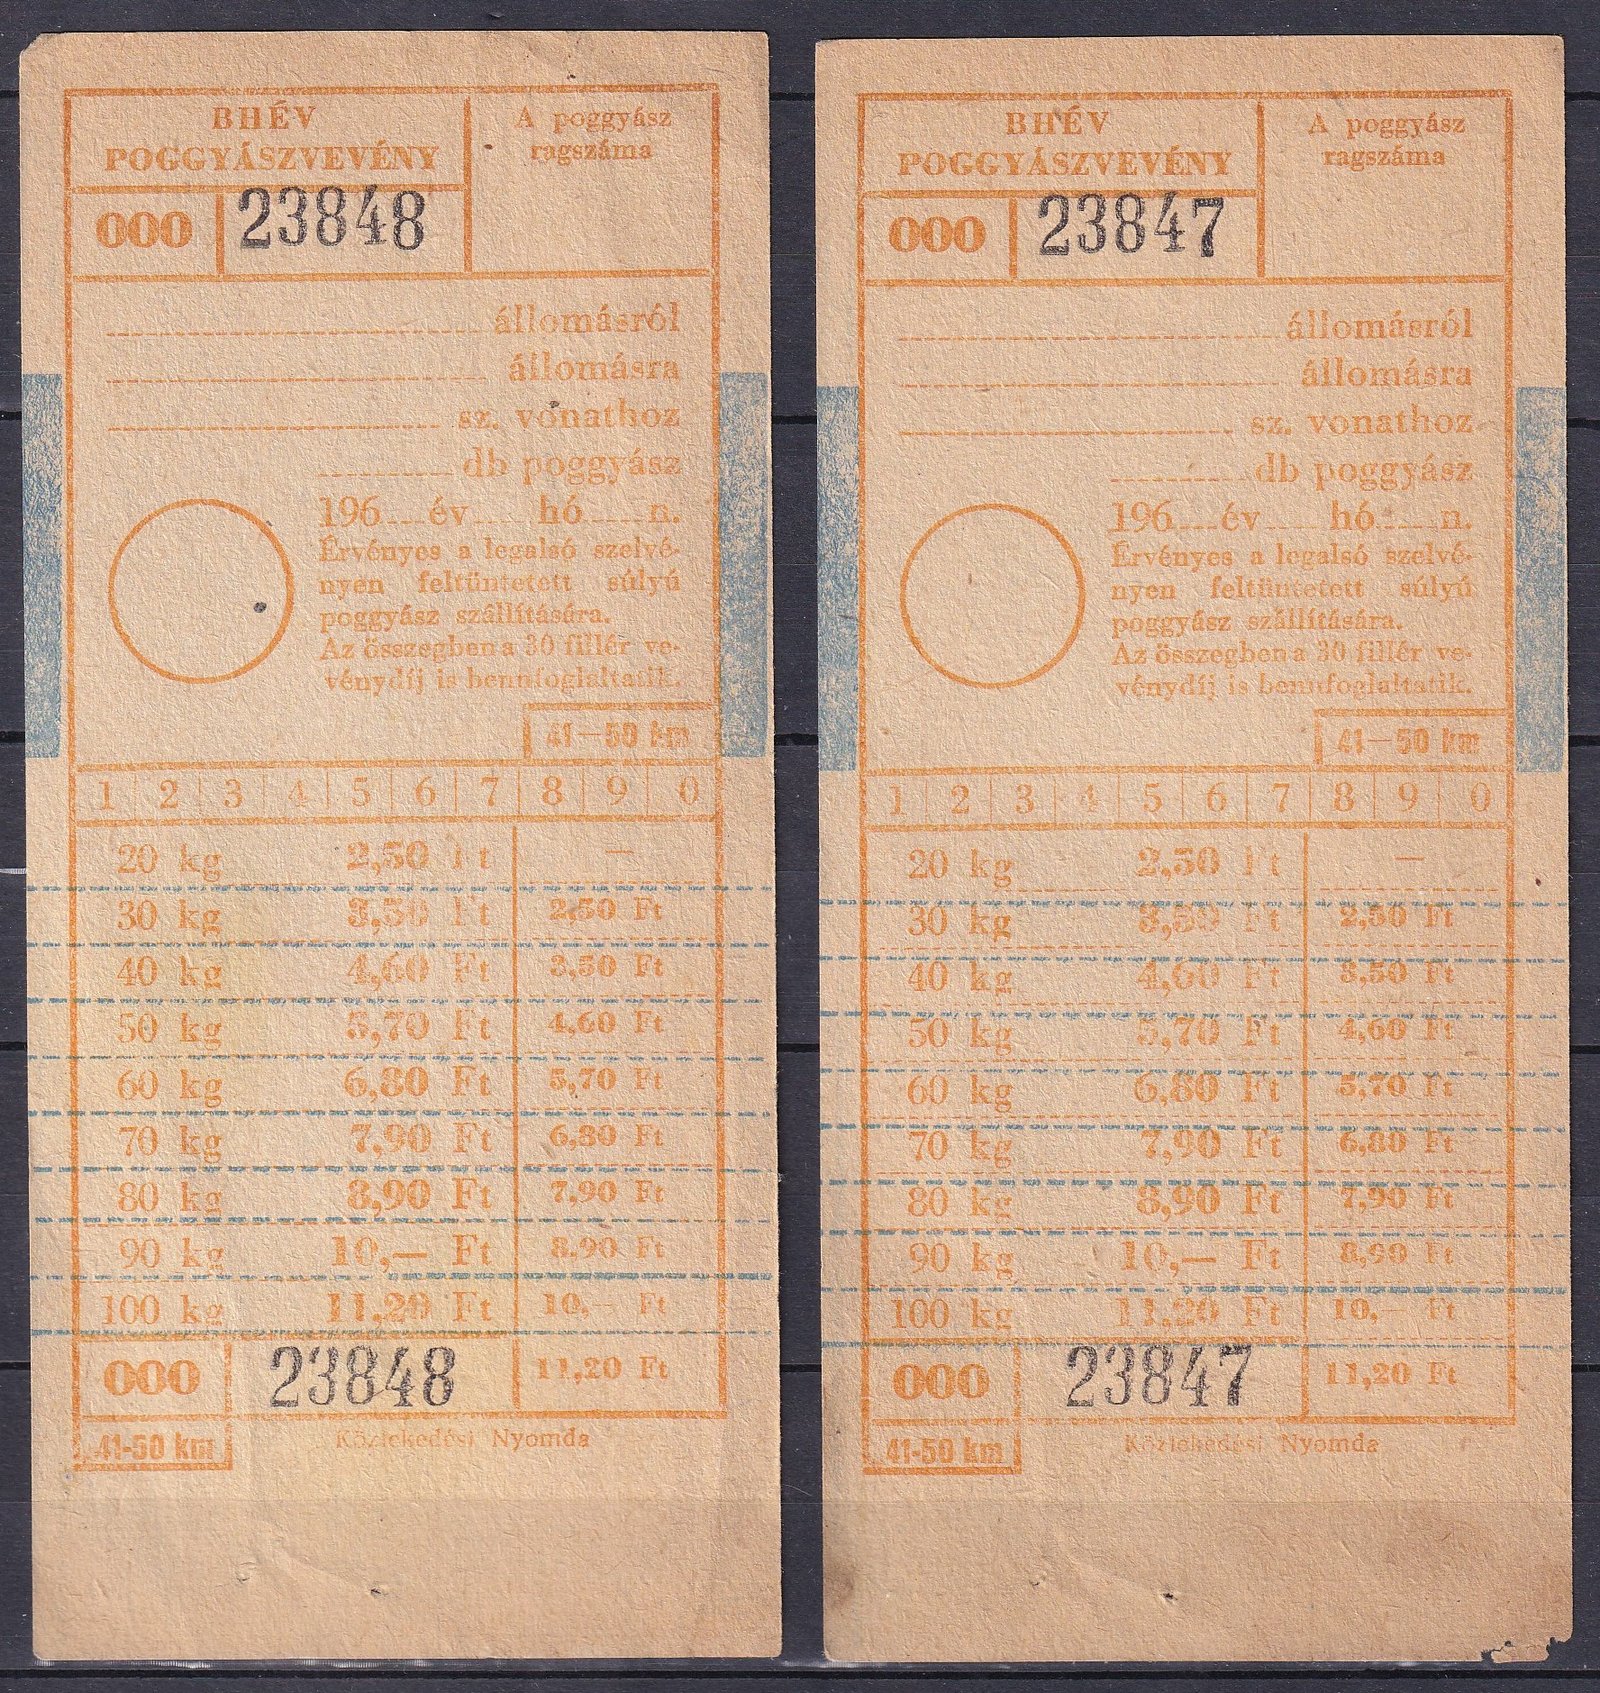 BHÉV
POGGYÁSZVEVÉNY
A poggyász
ragszáma
000 23848
állomásról
állomásra
sz. vonathoz
db poggyász
196 év hó n.
Érvényes a legalsó szelvé-
nyen feltüntetett súlyú
poggyász szállítására.
Az összegben a 30 fillér ve-
vénydíj is bennfoglaltatik.
41—50 km
1 2 3 4 5 6 7 8 9 0
20 kg 2,50 Ft —
30 kg 3,50 Ft 2,50 Ft
40 kg 4,60 Ft 3,50 Ft
50 kg 5,70 Ft 4,60 Ft
60 kg 6,80 Ft 5,70 Ft
70 kg 7,90 Ft 6,80 Ft
80 kg 8,90 Ft 7,90 Ft
90 kg 10,— Ft 8,90 Ft
100 kg 11,20 Ft 10,— Ft
000 23848 11,20 Ft
41-50 km Közlekedési Nyomda
BHÉV
POGGYÁSZVEVÉNY
A poggyász
ragszáma
000 23847
állomásról
állomásra
sz. vonathoz
db poggyász
196 év hó n.
Érvényes a legalsó szelvé-
nyen feltüntetett súlyú
poggyász szállítására.
Az összegben a 30 fillér ve-
vénydíj is bennfoglaltatik.
41—50 km
1 2 3 4 5 6 7 8 9 0
20 kg 2,50 Ft —
30 kg 3,50 Ft 2,50 Ft
40 kg 4,60 Ft 3,50 Ft
50 kg 5,70 Ft 4,60 Ft
60 kg 6,80 Ft 5,70 Ft
70 kg 7,90 Ft 6,80 Ft
80 kg 8,90 Ft 7,90 Ft
90 kg 10,— Ft 8,90 Ft
100 kg 11,20 Ft 10,— Ft
000 23847 11,20 Ft
41-50 km Közlekedési Nyomda